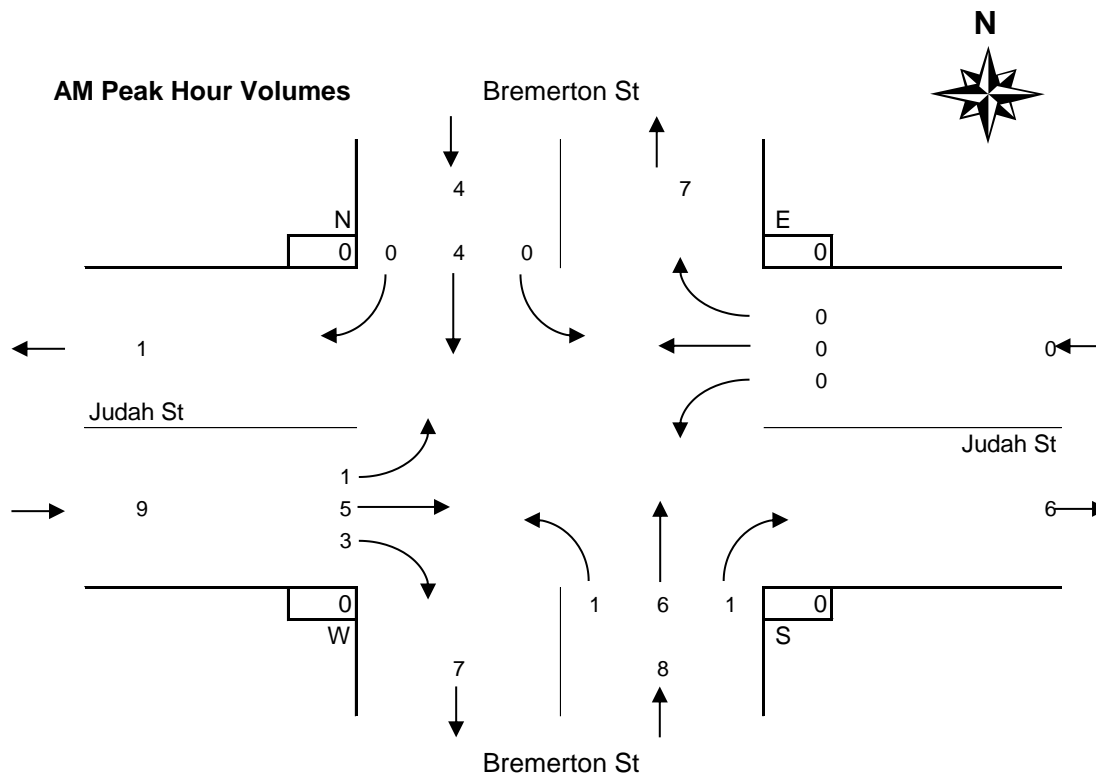 N
AM Peak Hour Volumes Bremerton St
4 7
N E
0 0 4 0 0
0
1 0 0
0
Judah St
Judah St
1
9 5 6
3
0 1 6 1 0
W S
7 8
Bremerton St